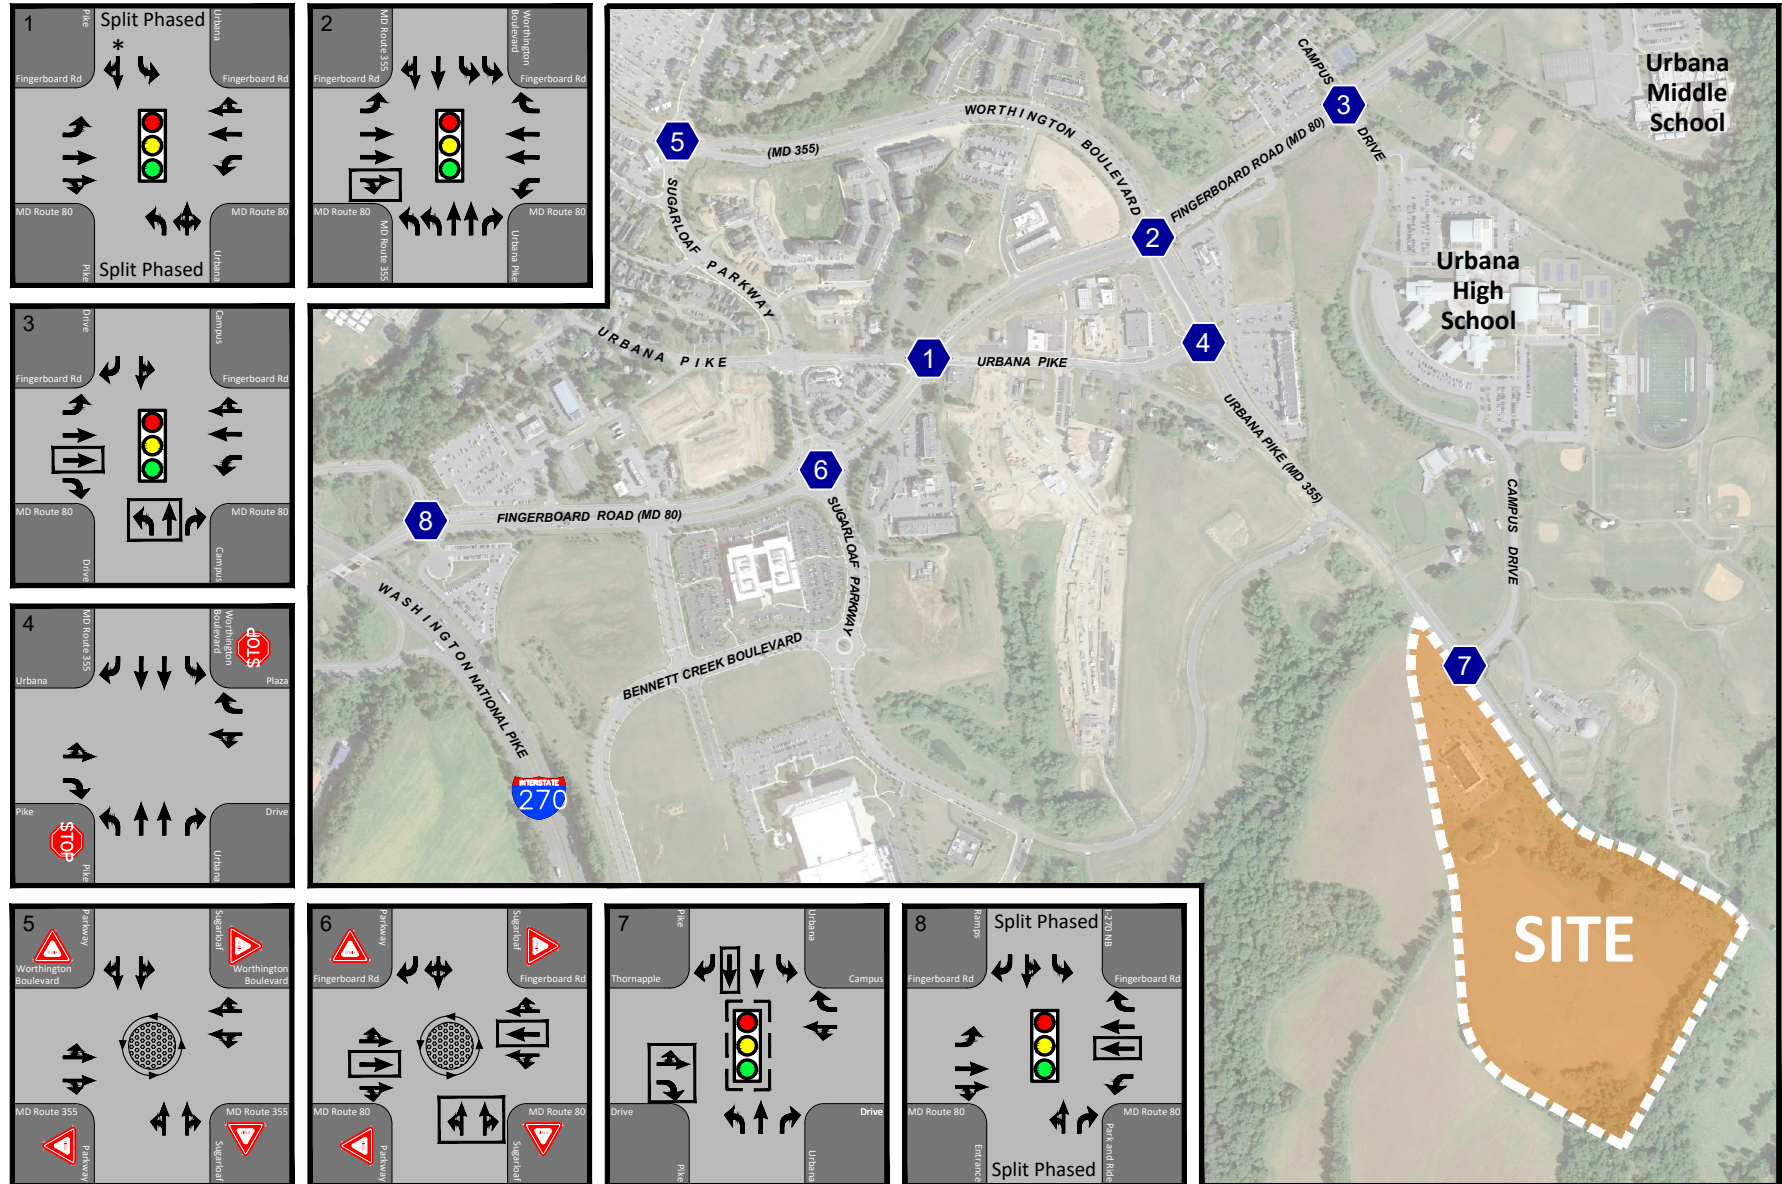 1
Split Phased
*
Pike
Urbana
Fingerboard Rd
Fingerboard Rd
MD Route 80
MD Route 80
Pike
Urbana
Split Phased
2
MD Route 355
Worthington
Boulevard
Fingerboard Rd
Fingerboard Rd
MD Route 80
MD Route 80
MD Route 355
Urbana Pike
3
Drive
Campus
Fingerboard Rd
Fingerboard Rd
MD Route 80
MD Route 80
Drive
Campus
4
MD Route 355
Worthington
Boulevard
STOP
Urbana
Plaza
Pike
Drive
STOP
Pike
Urbana
5
Parkway
Sugarloaf
Worthington
Boulevard
Worthington
Boulevard
MD Route 355
MD Route 355
Parkway
Sugarloaf
6
Parkway
Sugarloaf
Fingerboard Rd
Fingerboard Rd
MD Route 80
MD Route 80
Parkway
Sugarloaf
7
Pike
Urbana
Thornapple
Campus
Drive
Drive
Pike
Urbana
8
Split Phased
Ramps
I-270 NB
Fingerboard Rd
Fingerboard Rd
MD Route 80
MD Route 80
Entrance
Park and Ride
Split Phased
CAMPUS
DRIVE
3
Urbana
Middle
School
5
(MD 355)
WORTHINGTON BOULEVARD
FINGERBOARD ROAD (MD 80)
2
SUGARLOAF PARKWAY
Urbana
High
School
URBANA PIKE
1
URBANA PIKE
4
URBANA PIKE (MD 355)
6
8
FINGERBOARD ROAD (MD 80)
SUGARLOAF PARKWAY
CAMPUS DRIVE
WASHINGTON NATIONAL PIKE
BENNETT CREEK BOULEVARD
7
INTERSTATE
270
SITE